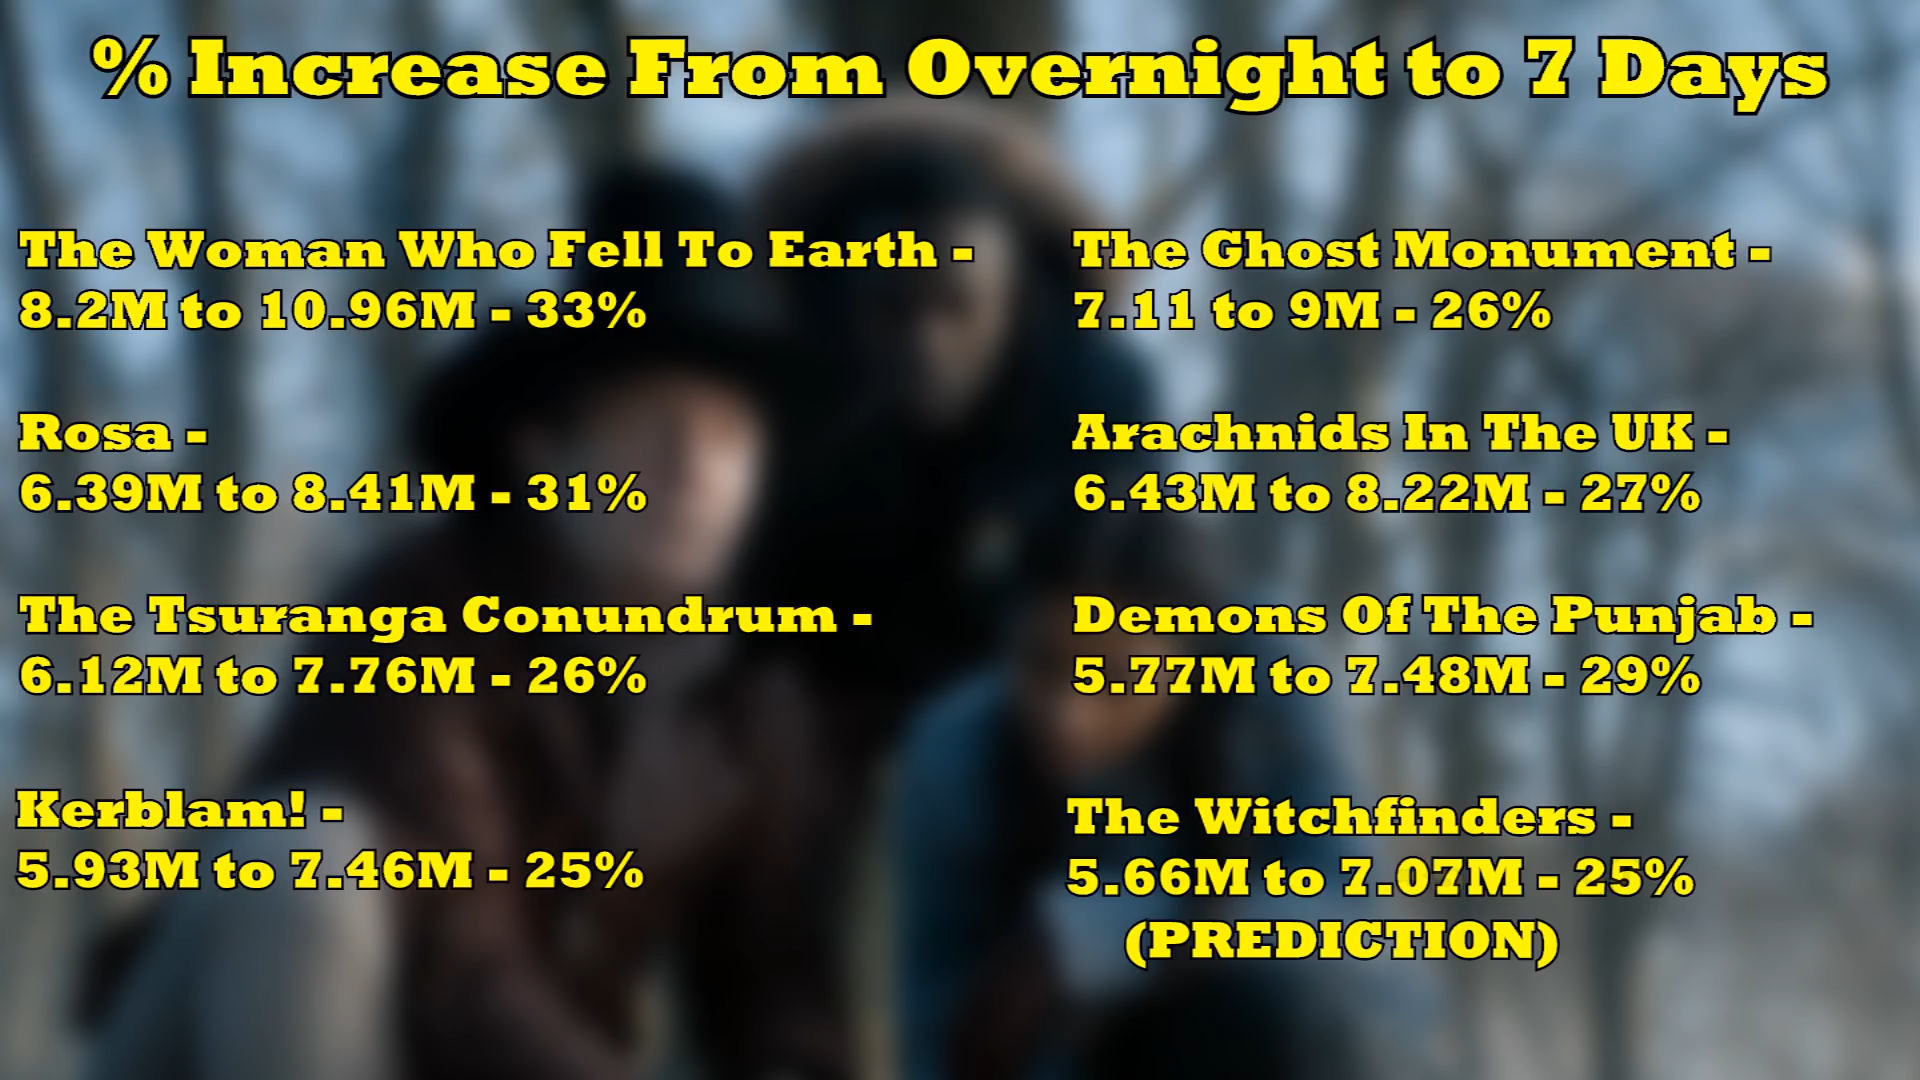 % Increase From Overnight to 7 Days
The Woman Who Fell To Earth -
8.2M to 10.96M - 33%
The Ghost Monument -
7.11 to 9M - 26%
Rosa -
6.39M to 8.41M - 31%
Arachnids In The UK -
6.43M to 8.22M - 27%
The Tsuranga Conundrum -
6.12M to 7.76M - 26%
Demons Of The Punjab -
5.77M to 7.48M - 29%
Kerblam! -
5.93M to 7.46M - 25%
The Witchfinders -
5.66M to 7.07M - 25%
(PREDICTION)